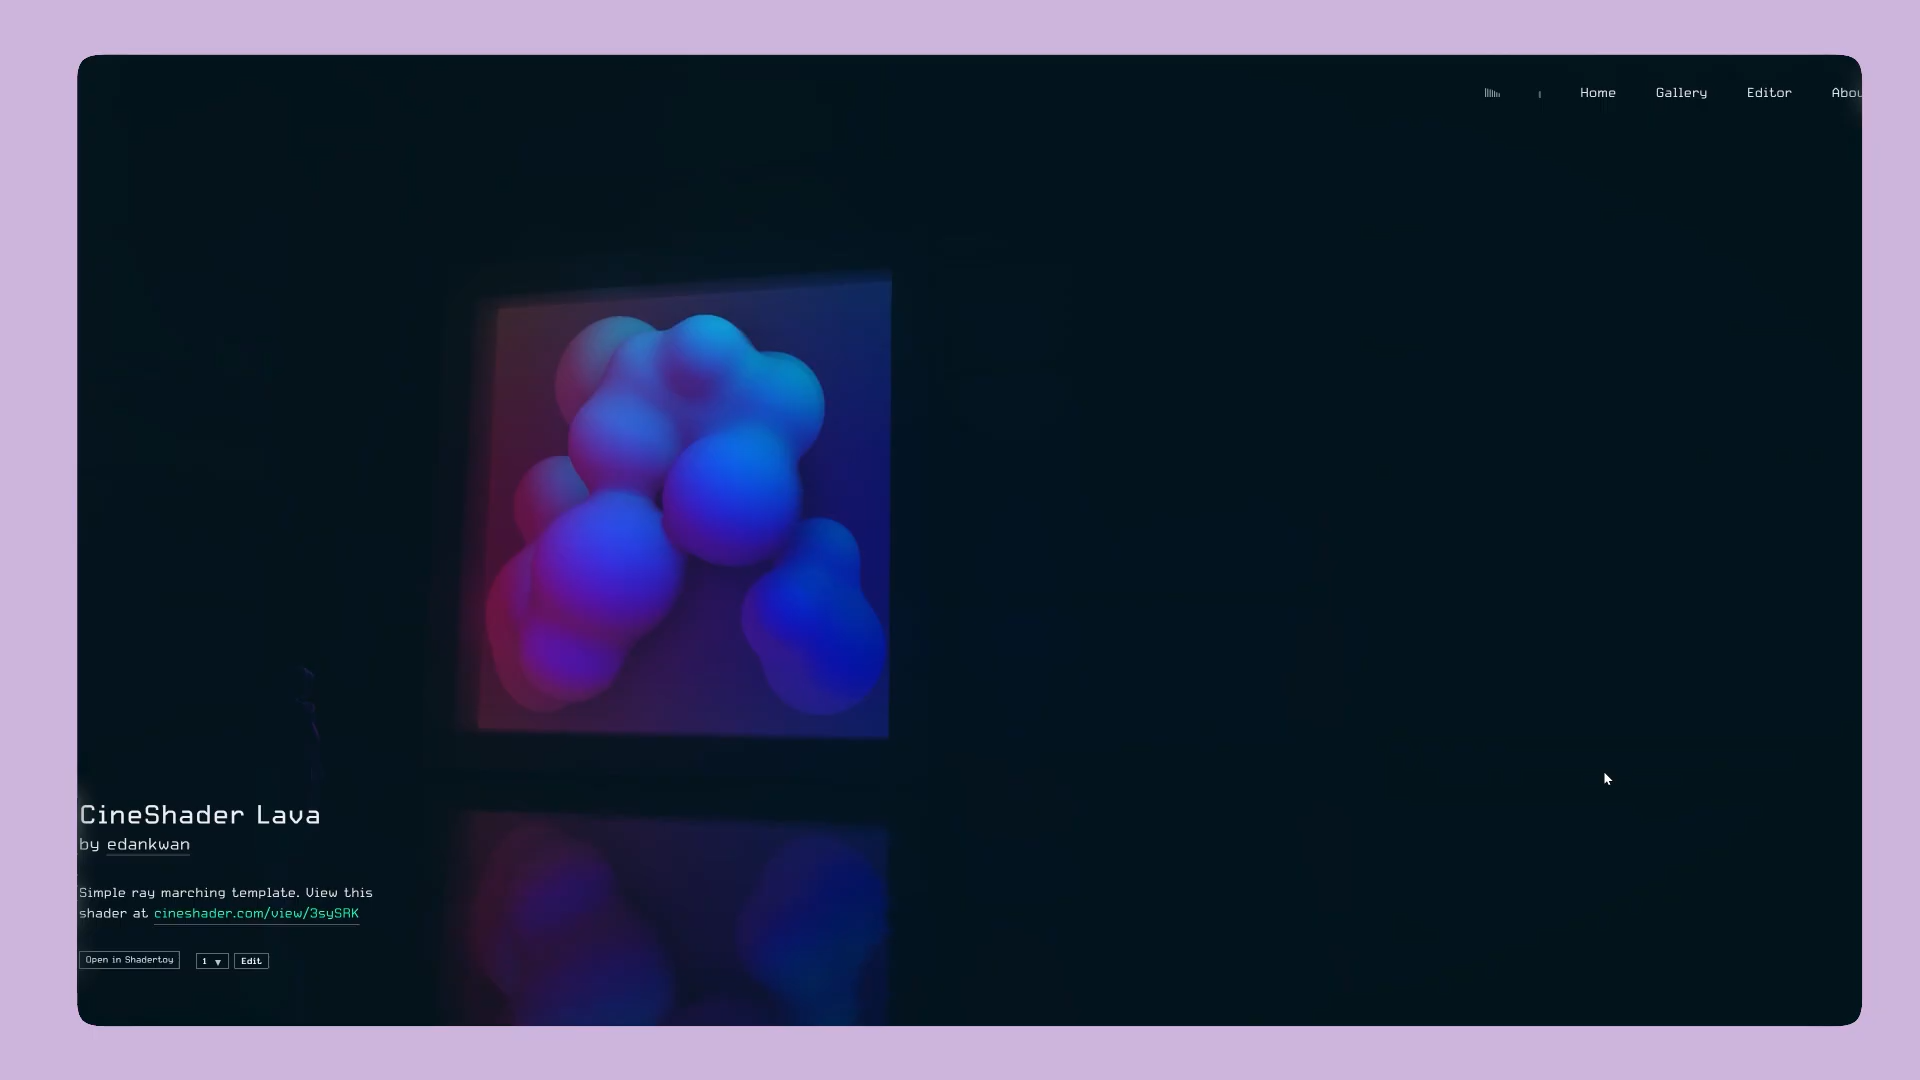 Home Gallery Editor Abou
CineShader Lava
by edankwan
Simple ray marching template. View this
shader at cineshader.com/view/3sySRK
Open in Shadertoy 1 Edit